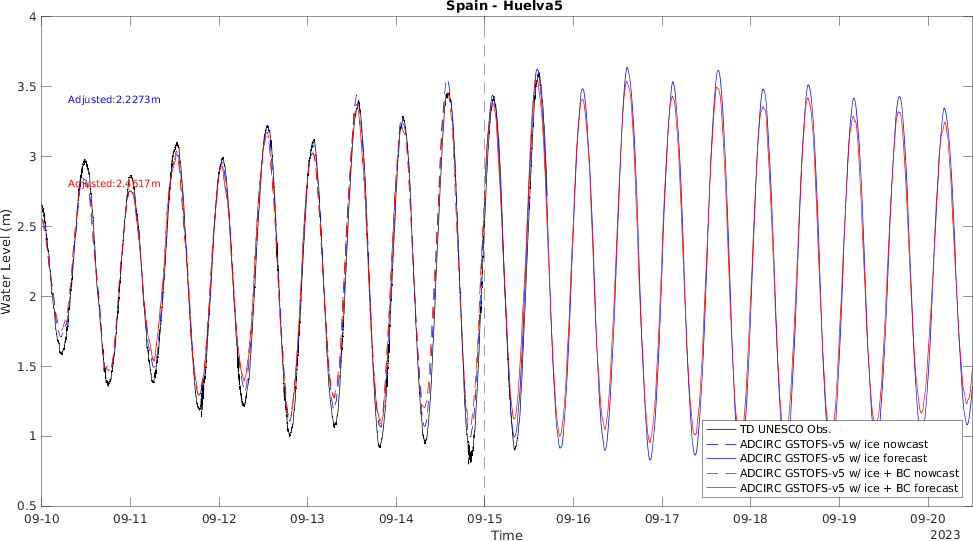 Spain - Huelva5
4
3.5
3
2.5
2
1.5
1
0.5
Water Level (m)
Adjusted:2.2273m
Adjusted:2.4617m
TD UNESCO Obs.
ADCIRC GSTOFS-v5 w/ ice nowcast
ADCIRC GSTOFS-v5 w/ ice forecast
ADCIRC GSTOFS-v5 w/ ice + BC nowcast
ADCIRC GSTOFS-v5 w/ ice + BC forecast
09-10 09-11 09-12 09-13 09-14 09-15 09-16 09-17 09-18 09-19 09-20
Time
2023